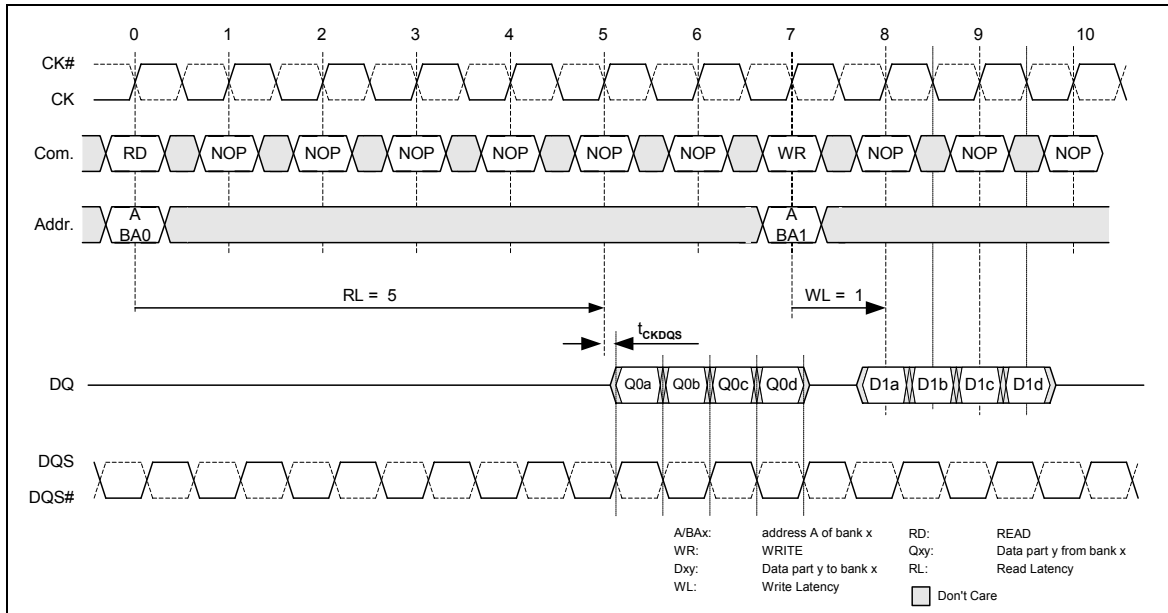 0 1 2 3 4 5 6 7 8 9 10
CK#
CK
Com. RD NOP NOP NOP NOP NOP NOP WR NOP NOP NOP
Addr. A BA0 A BA1
RL = 5 WL = 1
tCKDQS
DQ Q0a Q0b Q0c Q0d D1a D1b D1c D1d
DQS
DQS#
A/BAx: address A of bank x RD: READ
WR: WRITE Qxy: Data part y from bank x
Dxy: Data part y to bank x RL: Read Latency
WL: Write Latency Don't Care